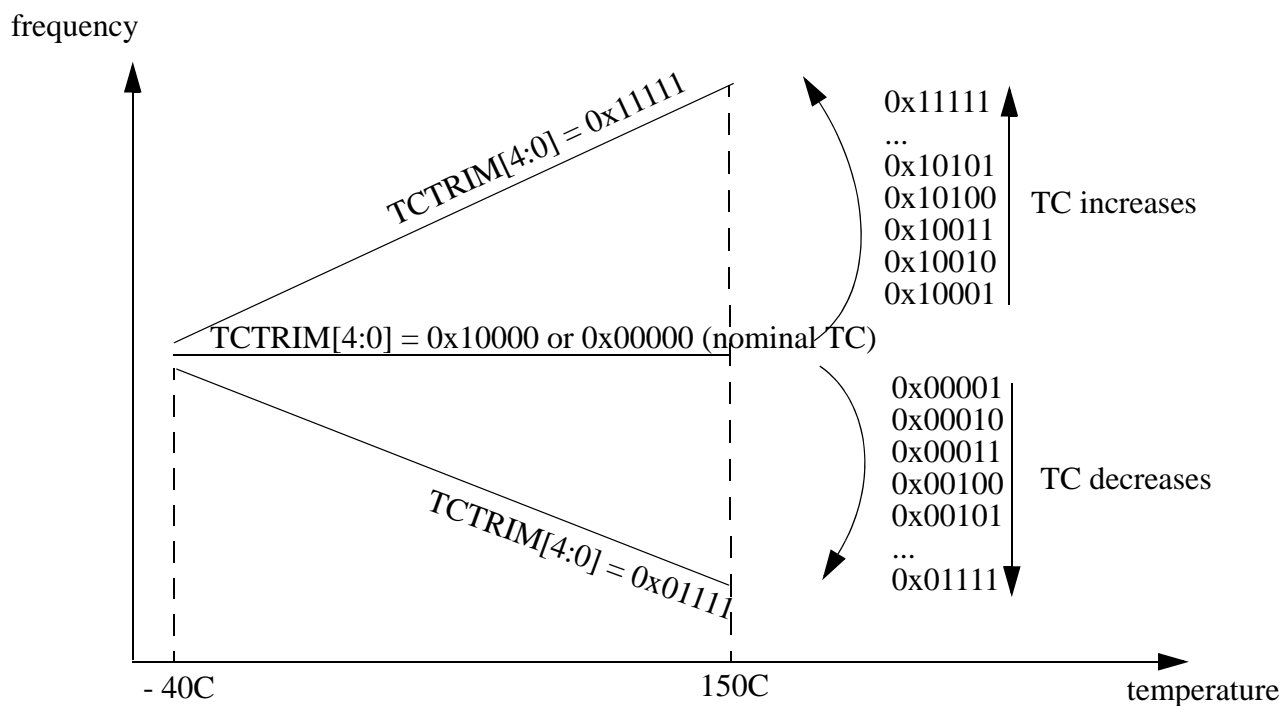 frequency
TCTRIM[4:0] = 0x11111
0x11111
...
0x10101
0x10100
0x10011
0x10010
0x10001
TC increases
TCTRIM[4:0] = 0x10000 or 0x00000 (nominal TC)
0x00001
0x00010
0x00011
0x00100
0x00101
...
0x01111
TC decreases
TCTRIM[4:0] = 0x01111
- 40C
150C
temperature